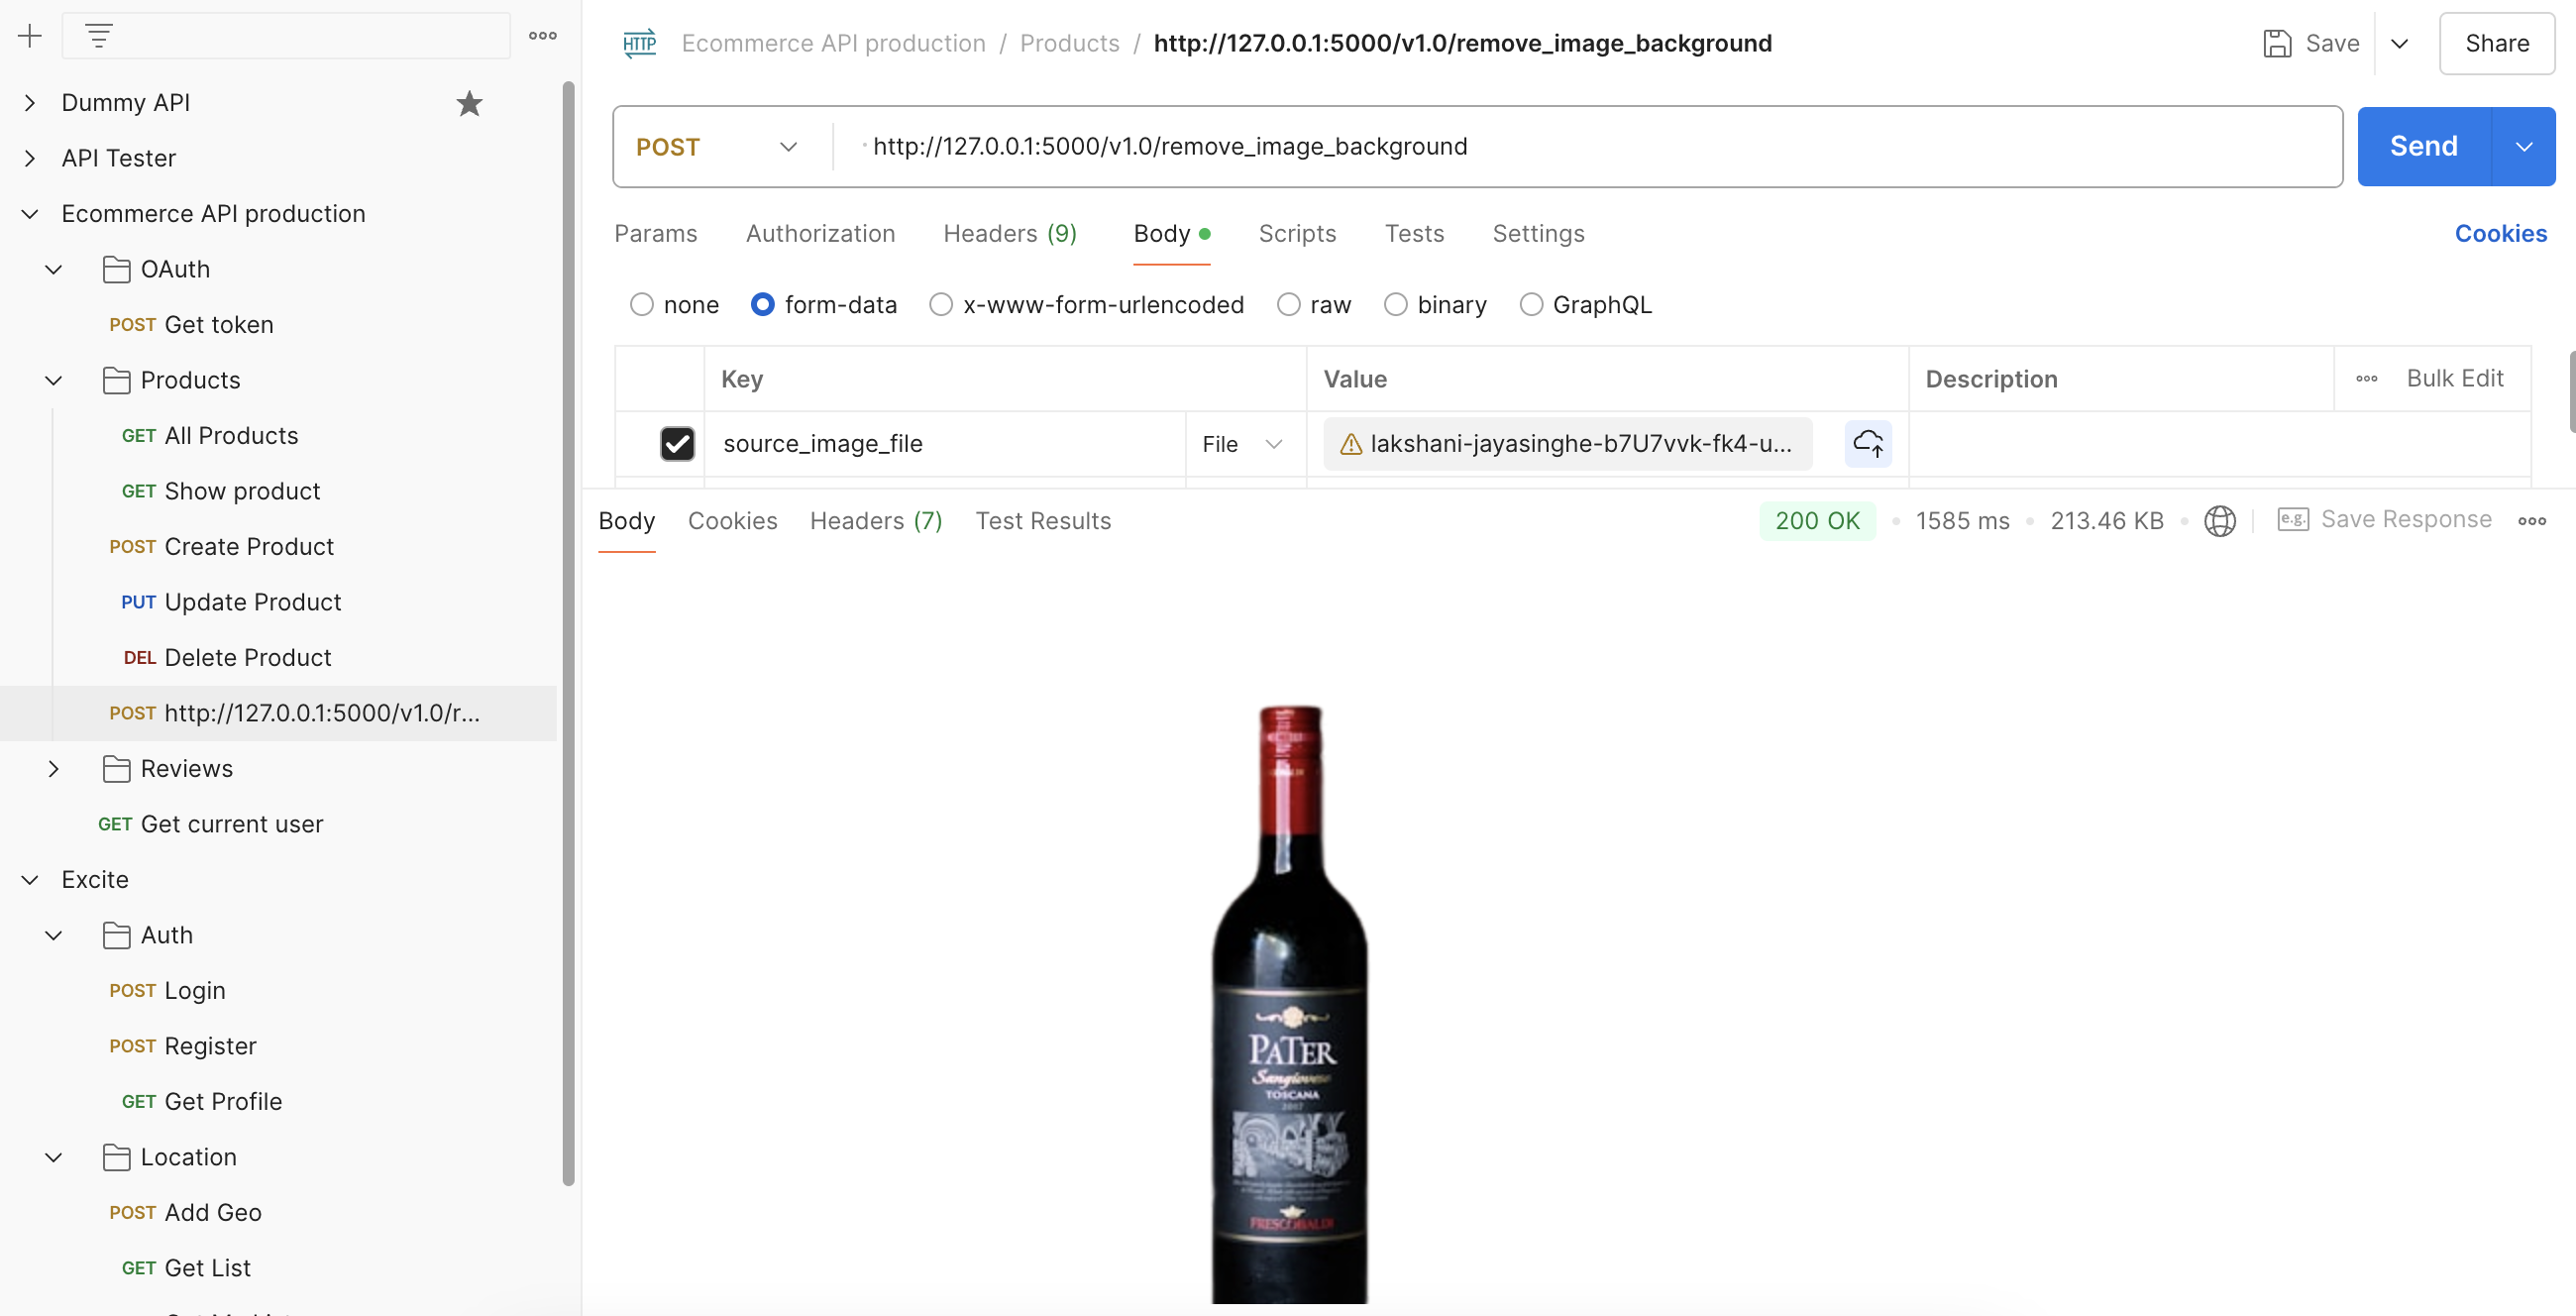 Dummy API
API Tester
Ecommerce API production
OAuth
POST Get token
Products
GET All Products
GET Show product
POST Create Product
PUT Update Product
DEL Delete Product
POST http://127.0.0.1:5000/v1.0/r...
Reviews
GET Get current user
Excite
Auth
POST Login
POST Register
GET Get Profile
Location
POST Add Geo
GET Get List
HTTP Ecommerce API production / Products / http://127.0.0.1:5000/v1.0/remove_image_background
Save
Share
POST http://127.0.0.1:5000/v1.0/remove_image_background
Send
Params Authorization Headers (9) Body Scripts Tests Settings Cookies
none form-data x-www-form-urlencoded raw binary GraphQL
Key Value Description Bulk Edit
source_image_file File lakshani-jayasinghe-b7U7vvk-fk4-u...
Body Cookies Headers (7) Test Results 200 OK 1585 ms 213.46 KB e.g. Save Response
PATER
Sangiovese
TOSCANA
2017
FRESCOBALDI